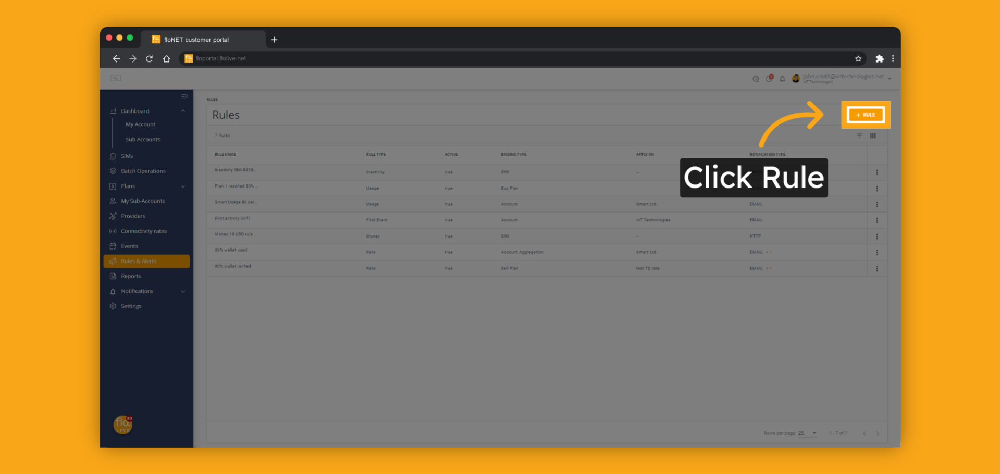 floNET customer portal
floportal.flolive.net
john.smith@iottechnologies.net
IoT Technologies
RULES
Dashboard
My Account
Sub Accounts
SIMs
Batch Operations
Plans
My Sub-Accounts
Providers
Connectivity rates
Events
Rules & Alerts
Reports
Notifications
Settings
flo. 30
LIVE
Rules
+ RULE
7 Rules
RULE NAME RULE TYPE ACTIVE BINDING TYPE APPLY ON NOTIFICATION TYPE
Inactivity SIM 8935... Inactivity true SIM --
Plan 1 reached 80% ... Usage true Buy Plan
Click Rule
Smart Usage 80 per... Usage true Account Smart Ltd. EMAIL
First activity (IoT) First Event true Account IoT Technologies EMAIL
Money 10 USD rule Money true SIM -- HTTP
80% wallet used Rate true Account Aggregation Smart Ltd. EMAIL +1
80% wallet rached Rate true Sell Plan test TD rate EMAIL +1
Rows per page: 25 1 - 7 of 7